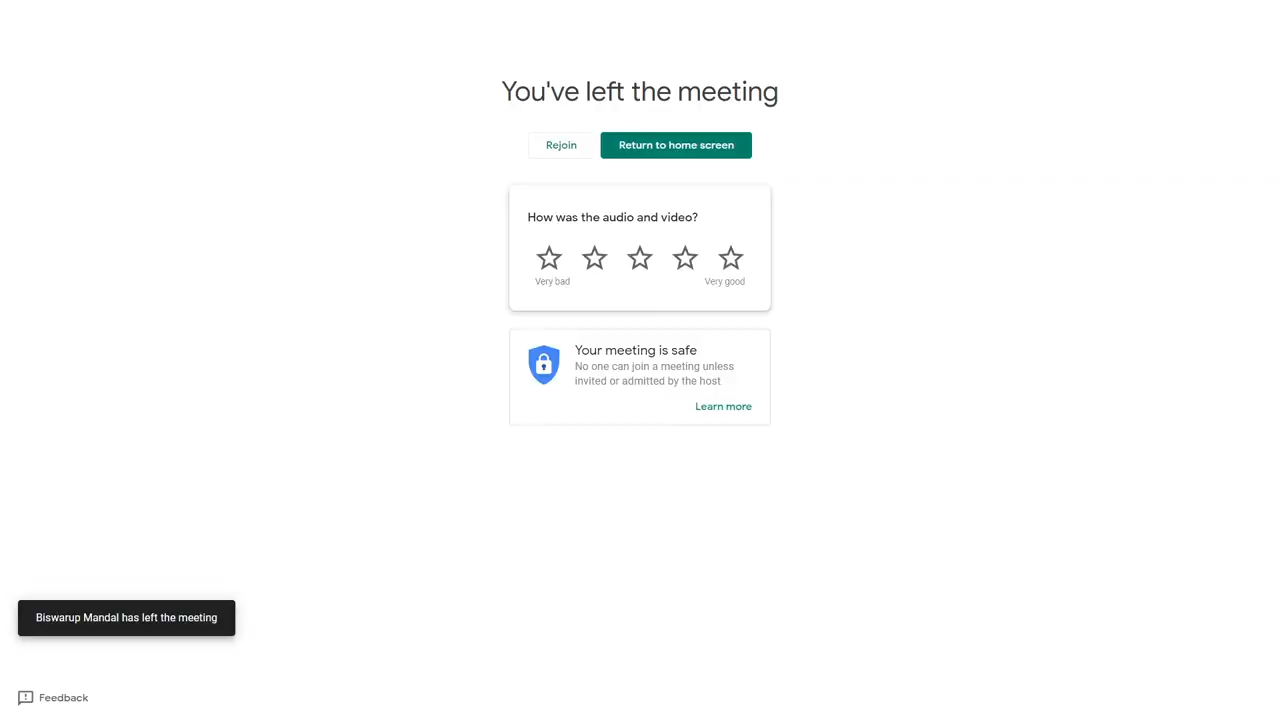 You've left the meeting
Rejoin
Return to home screen
How was the audio and video?
Very bad
Very good
Your meeting is safe
No one can join a meeting unless
invited or admitted by the host
Learn more
Biswarup Mandal has left the meeting
Feedback